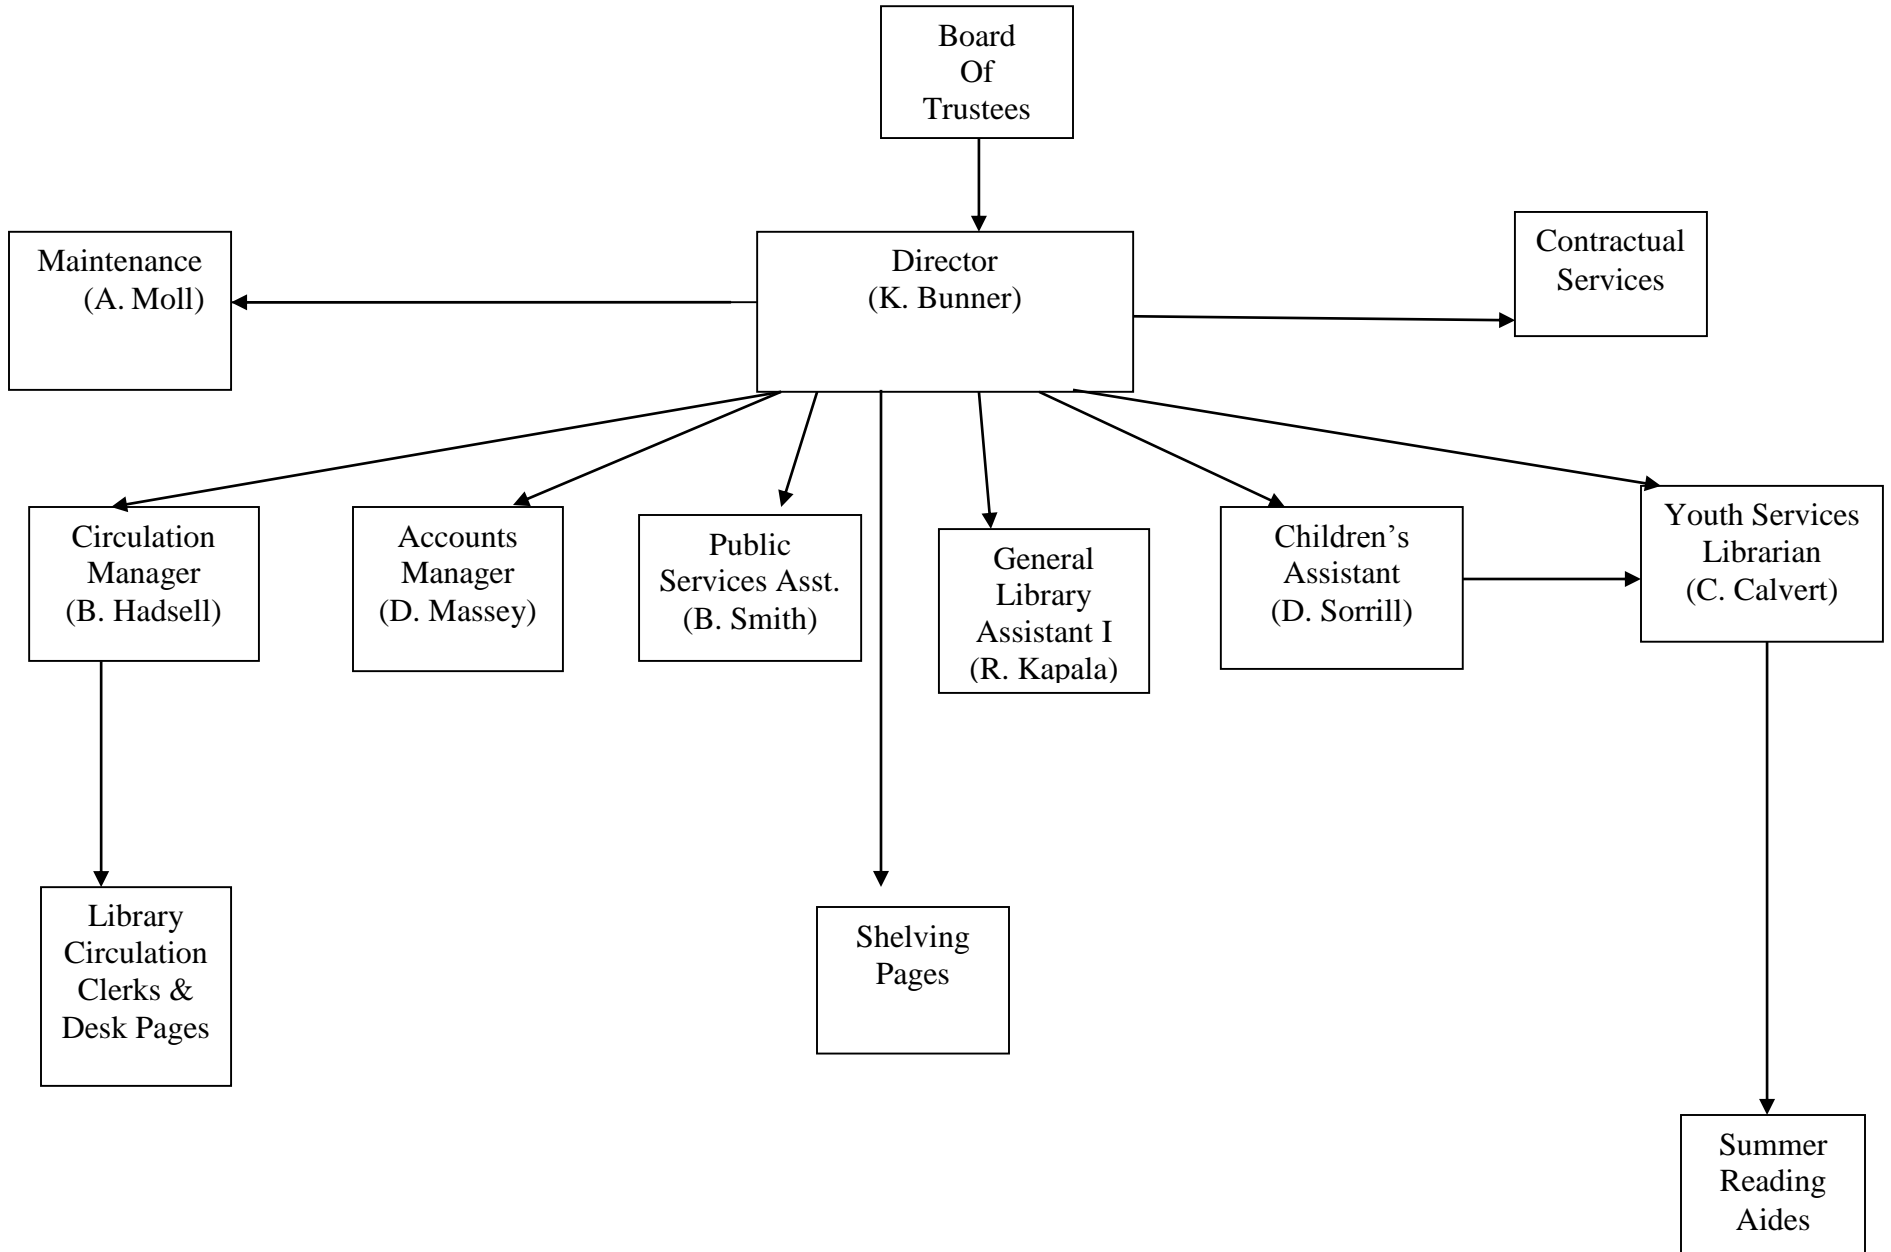 Board
Of
Trustees
Maintenance
(A. Moll)
Director
(K. Bunner)
Contractual
Services
Circulation
Manager
(B. Hadsell)
Accounts
Manager
(D. Massey)
Public
Services Asst.
(B. Smith)
General
Library
Assistant I
(R. Kapala)
Children’s
Assistant
(D. Sorrill)
Youth Services
Librarian
(C. Calvert)
Library
Circulation
Clerks &
Desk Pages
Shelving
Pages
Summer
Reading
Aides